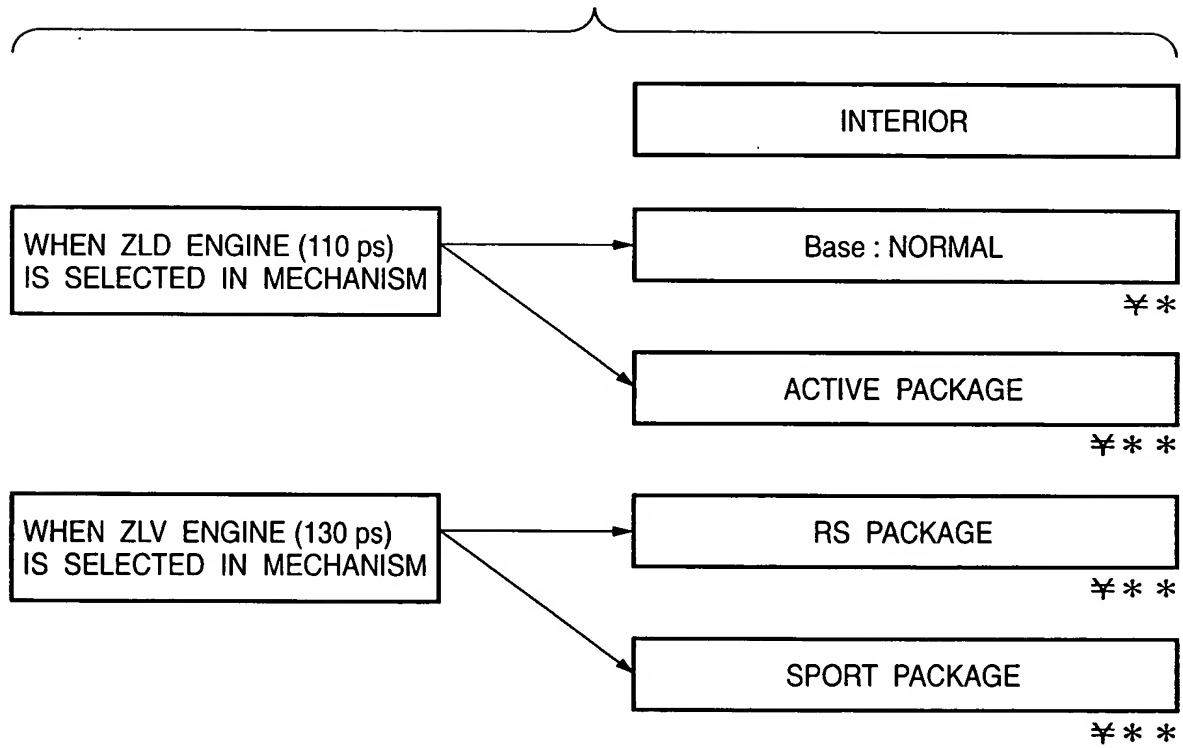 INTERIOR
WHEN ZLD ENGINE (110 ps)
IS SELECTED IN MECHANISM
Base : NORMAL
¥ *
ACTIVE PACKAGE
¥ * *
WHEN ZLV ENGINE (130 ps)
IS SELECTED IN MECHANISM
RS PACKAGE
¥ * *
SPORT PACKAGE
¥ * *